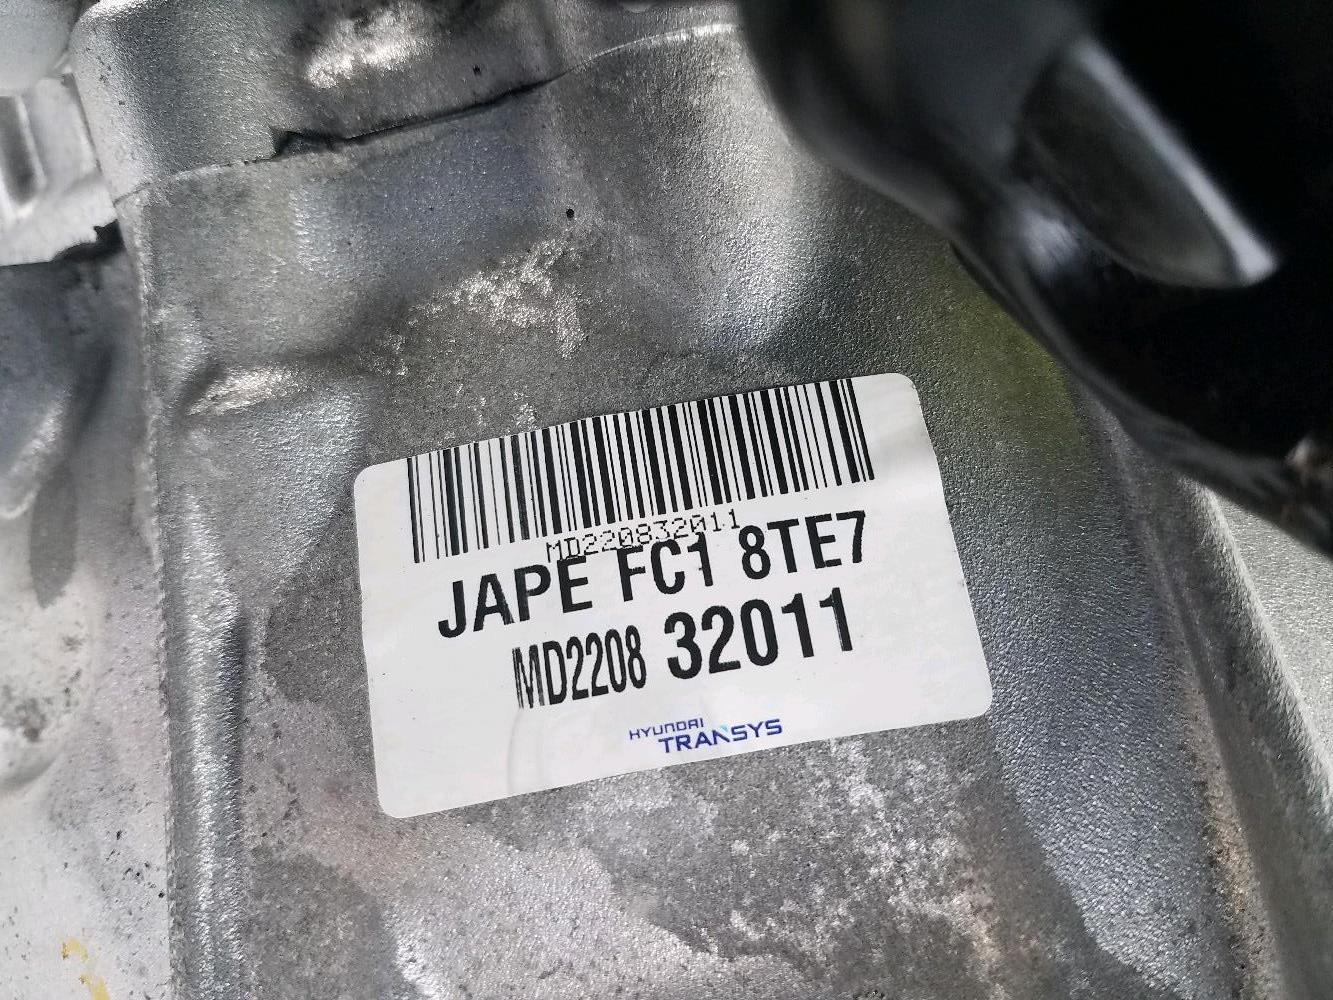 MD220832011
JAPE FC1 8TE7
MD2208 32011
HYUNDAI
TRANSYS